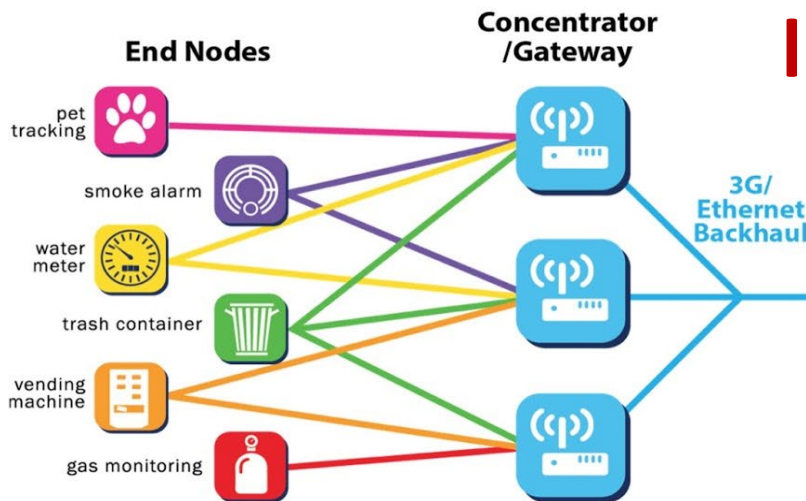 End Nodes
Concentrator
/Gateway
pet
tracking
smoke alarm
water
meter
trash container
vending
machine
gas monitoring
3G/
Ethernet
Backhaul